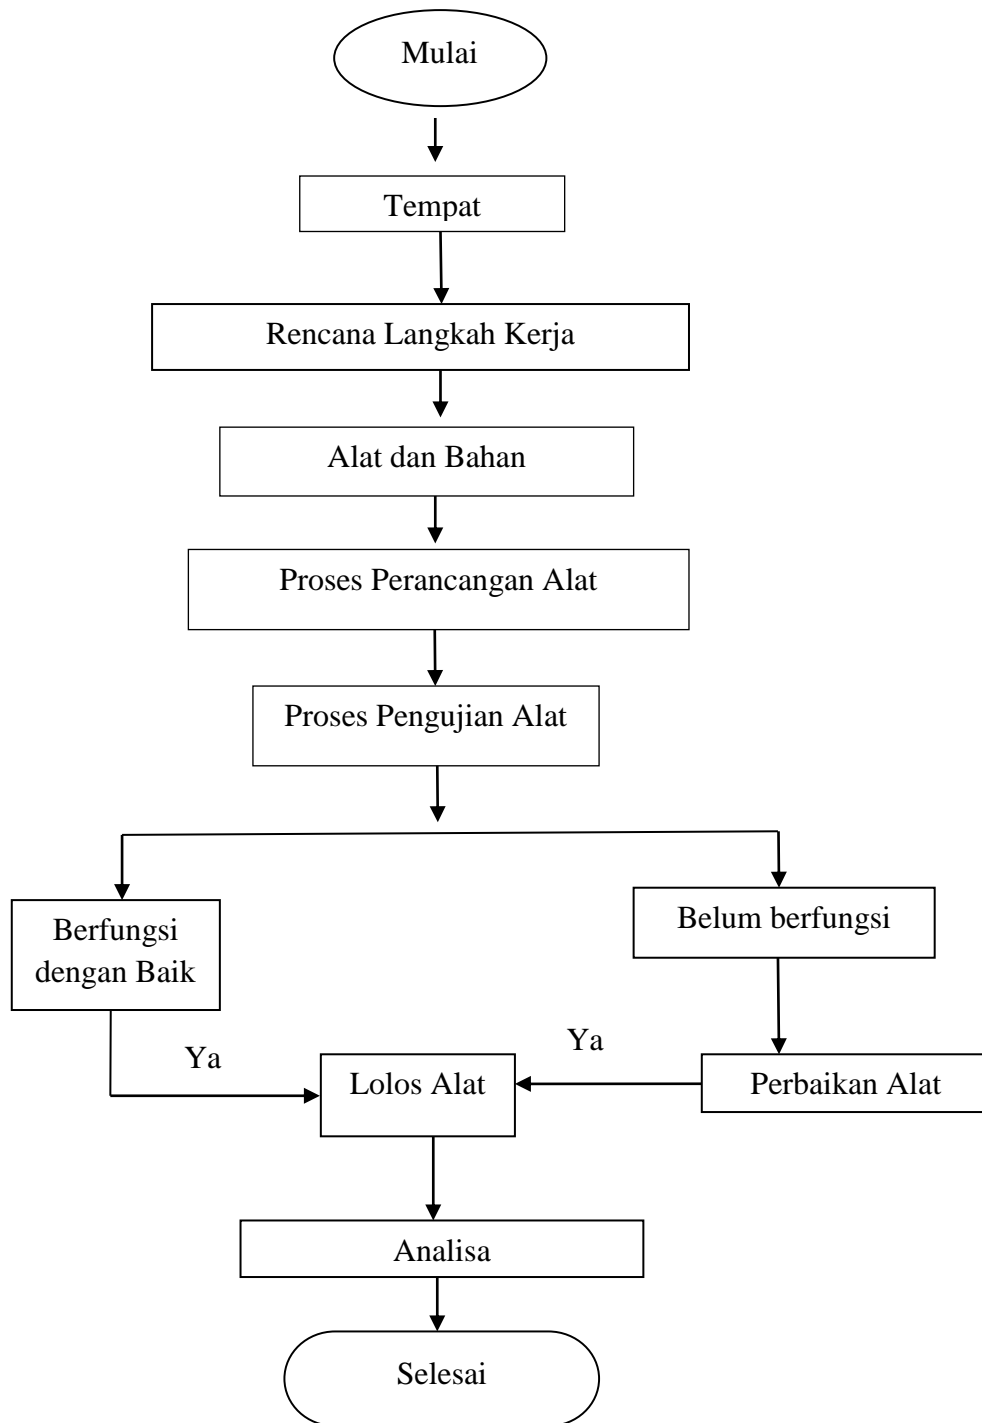 Mulai
Tempat
Rencana Langkah Kerja
Alat dan Bahan
Proses Perancangan Alat
Proses Pengujian Alat
Berfungsi
dengan Baik
Belum berfungsi
Ya
Ya
Lolos Alat
Perbaikan Alat
Analisa
Selesai